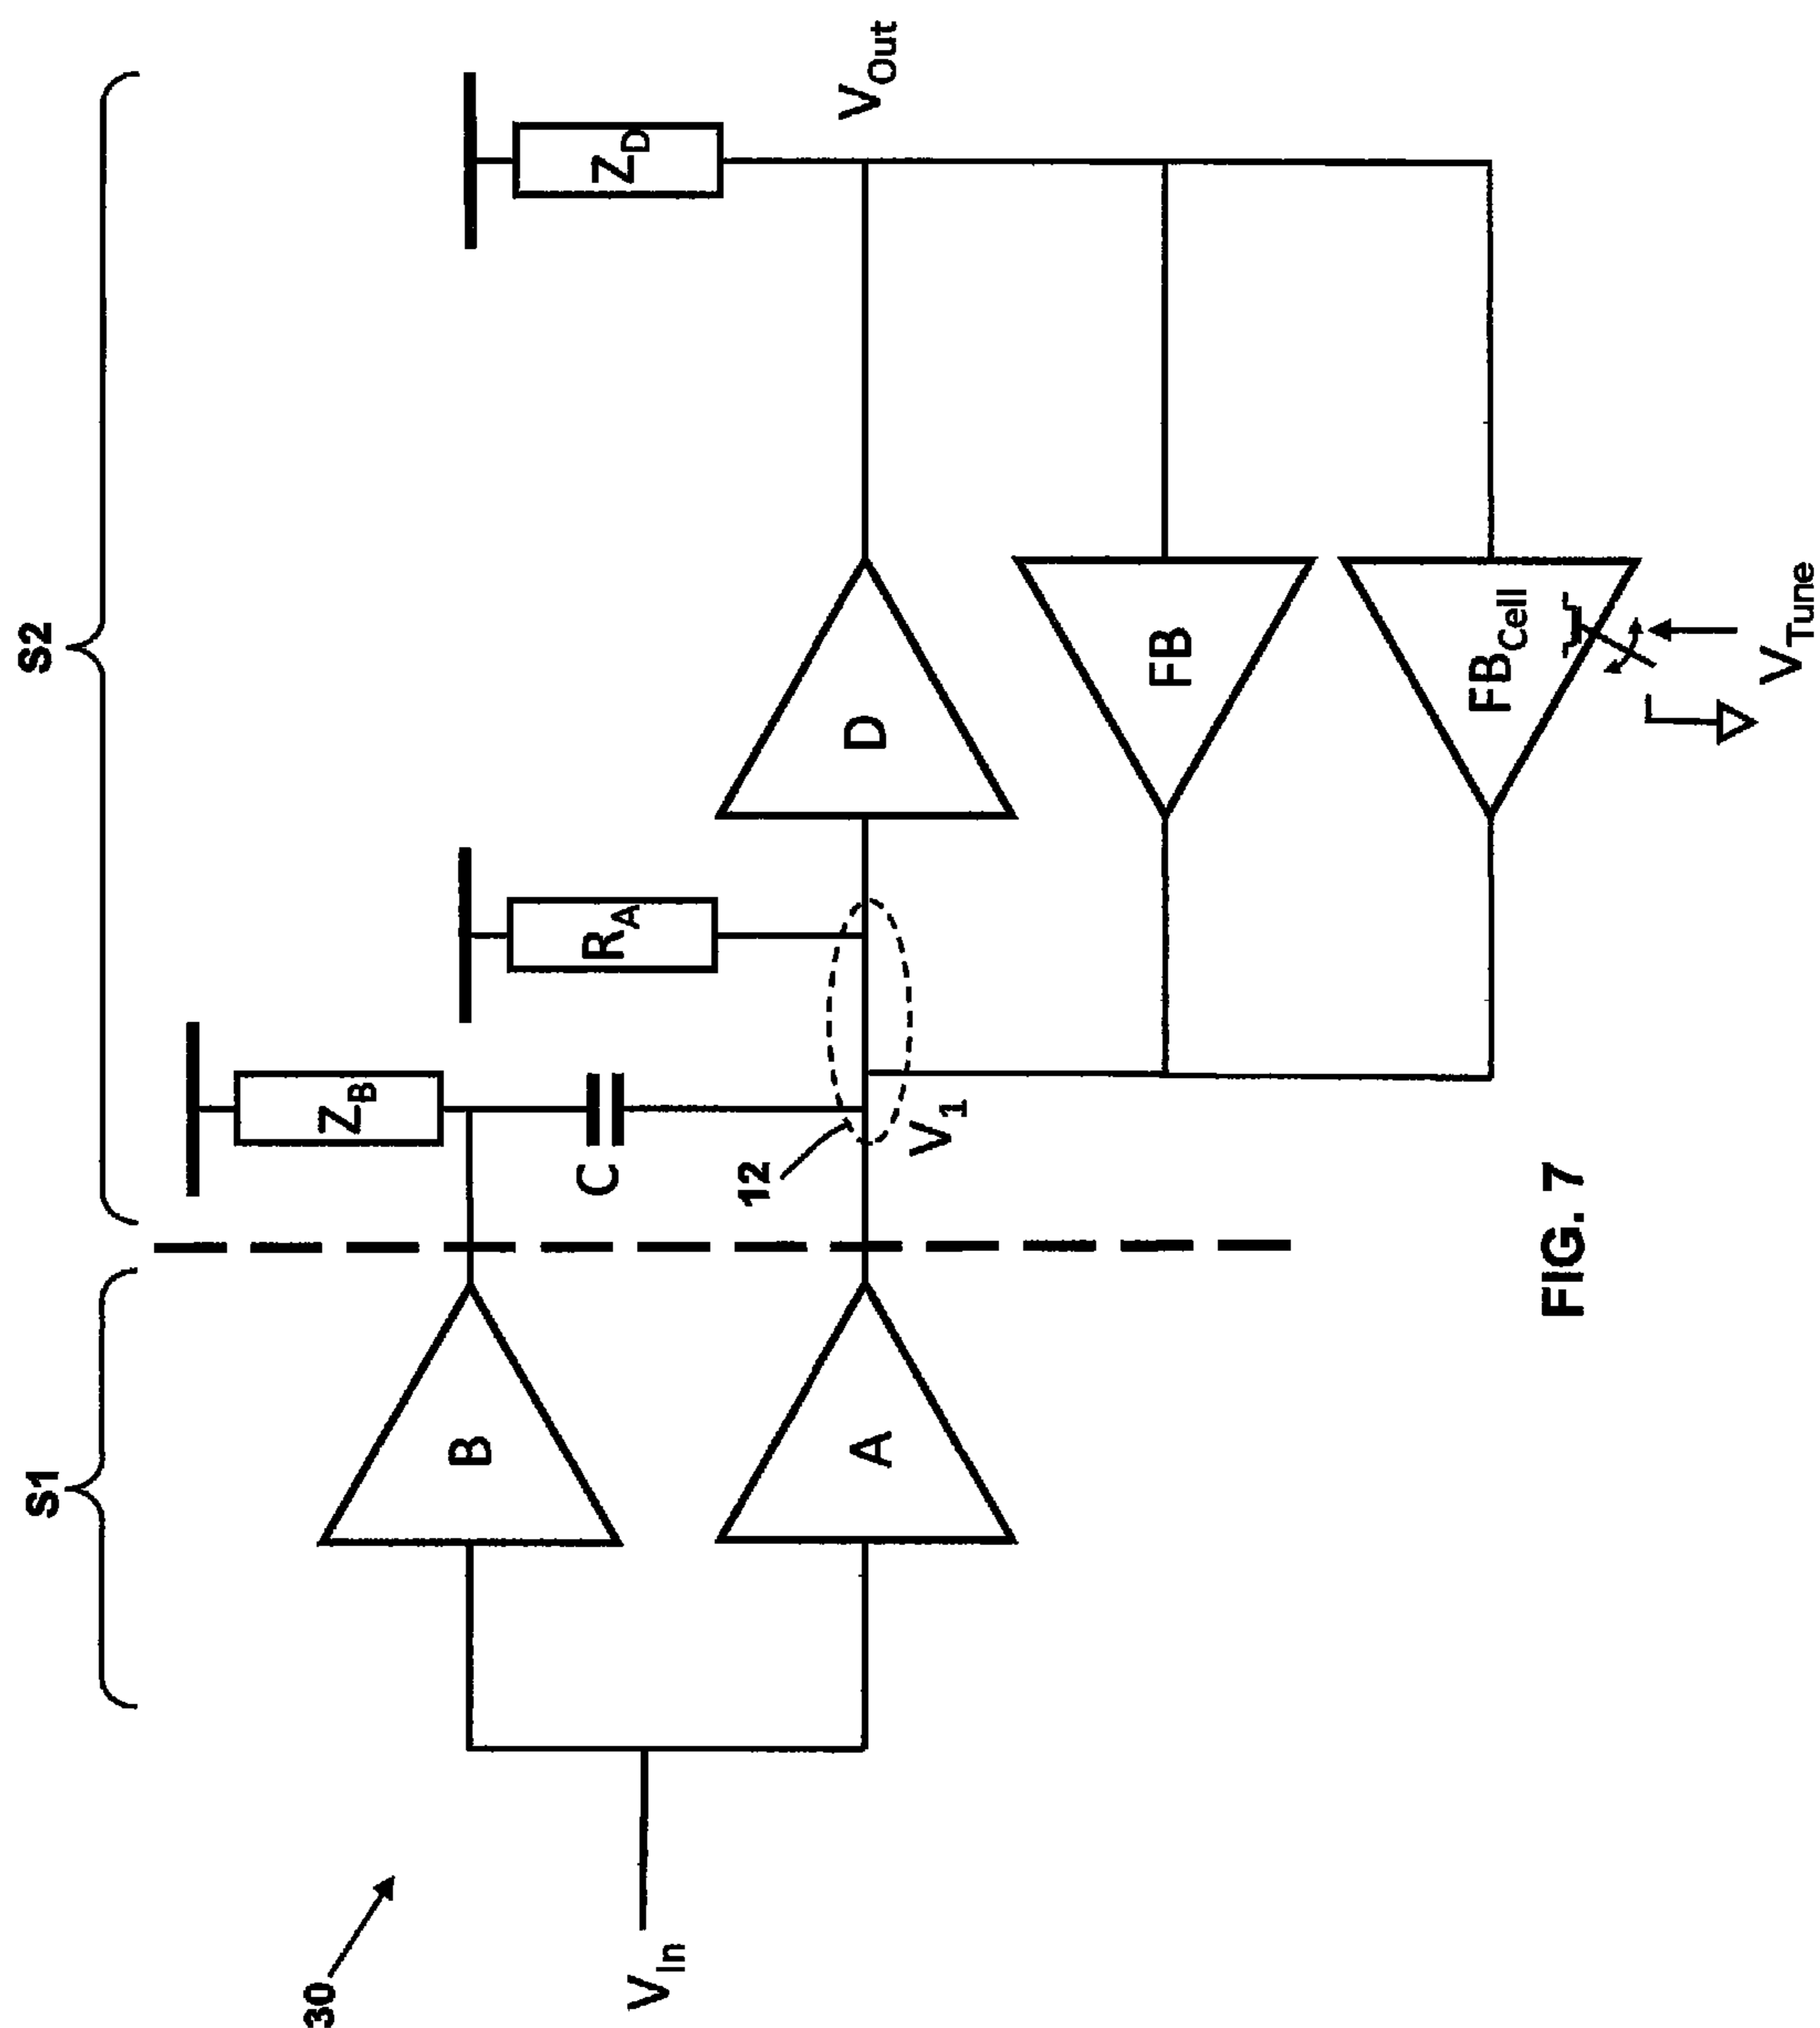 30
S1
S2
V_In
B
A
Z_B
C
12
V_1
R_A
D
Z_D
V_Out
FB
FB_Cell
V_Tune
FIG. 7